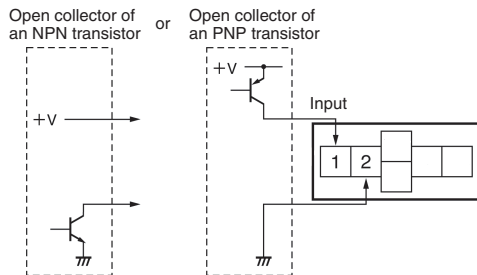 Open collector of
an NPN transistor
or
Open collector of
an PNP transistor
+V
+V
Input
1 2